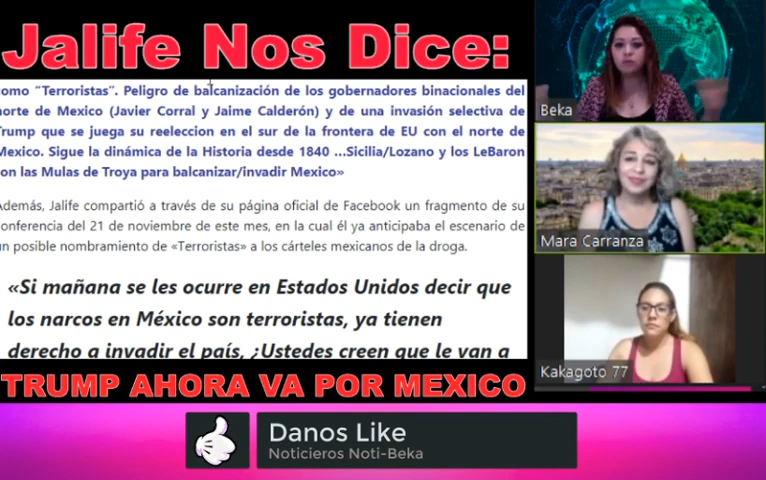 Jalife Nos Dice:
como "Terroristas". Peligro de balcanización de los gobernadores binacionales del
norte de Mexico (Javier Corral y Jaime Calderón) y de una invasión selectiva de
Trump que se juega su reeleccion en el sur de la frontera de EU con el norte de
Mexico. Sigue la dinámica de la Historia desde 1840 ...Sicilia/Lozano y los LeBaron
son las Mulas de Troya para balcanizar/invadir Mexico»
Además, Jalife compartió a través de su página oficial de Facebook un fragmento de su
conferencia del 21 de noviembre de este mes, en la cual él ya anticipaba el escenario de
un posible nombramiento de «Terroristas» a los cárteles mexicanos de la droga.
«Si mañana se les ocurre en Estados Unidos decir que
los narcos en México son terroristas, ya tienen
derecho a invadir el país, ¿Ustedes creen que le van a
TRUMP AHORA VA POR MEXICO
Beka
Mara Carranza
Kakagoto 77
Danos Like
Noticieros Noti-Beka